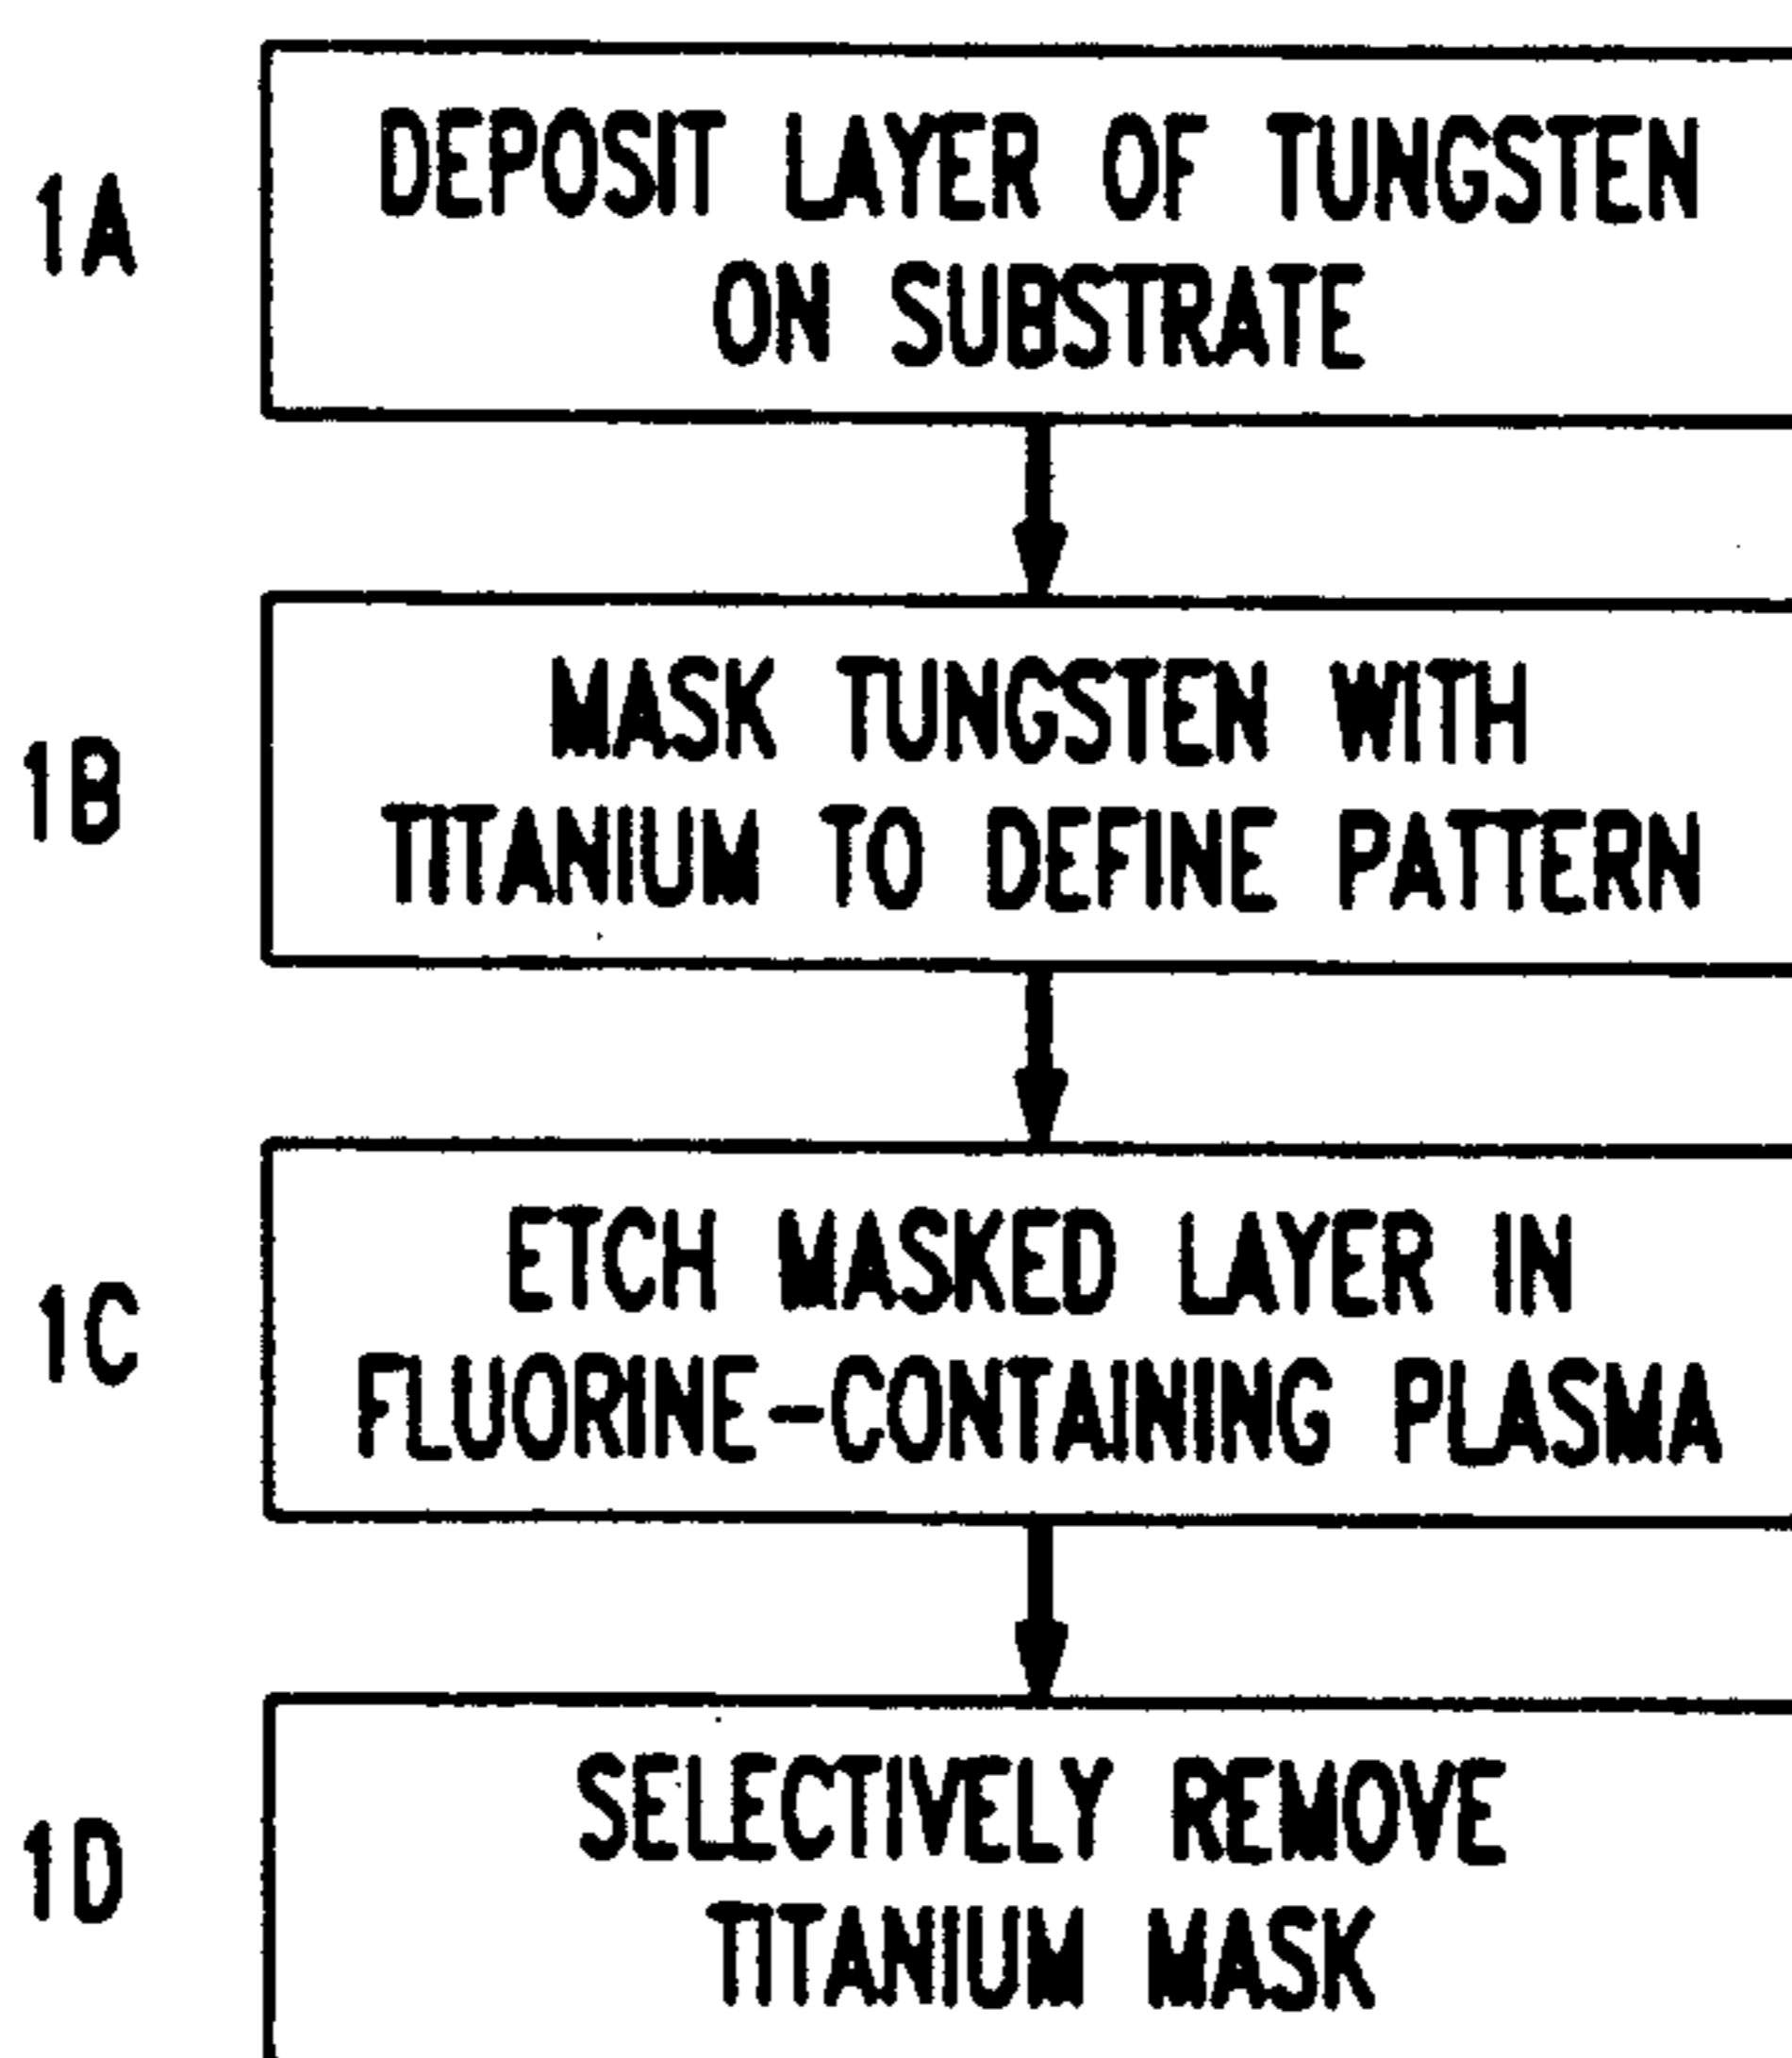 1A
DEPOSIT LAYER OF TUNGSTEN
ON SUBSTRATE
1B
MASK TUNGSTEN WITH
TITANIUM TO DEFINE PATTERN
1C
ETCH MASKED LAYER IN
FLUORINE-CONTAINING PLASMA
1D
SELECTIVELY REMOVE
TITANIUM MASK